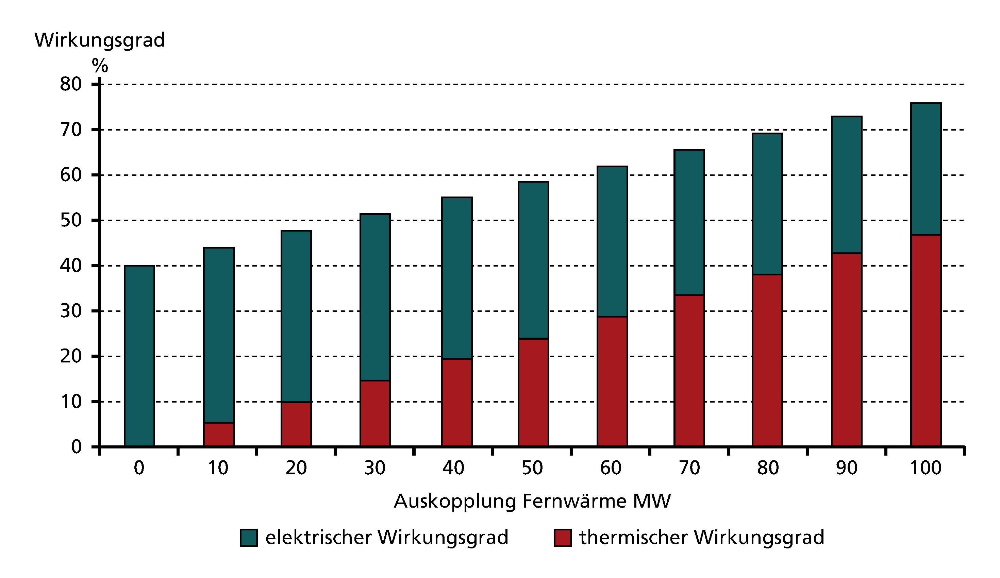 Wirkungsgrad
%
80
70
60
50
40
30
20
10
0
0 10 20 30 40 50 60 70 80 90 100
Auskopplung Fernwärme MW
elektrischer Wirkungsgrad thermischer Wirkungsgrad